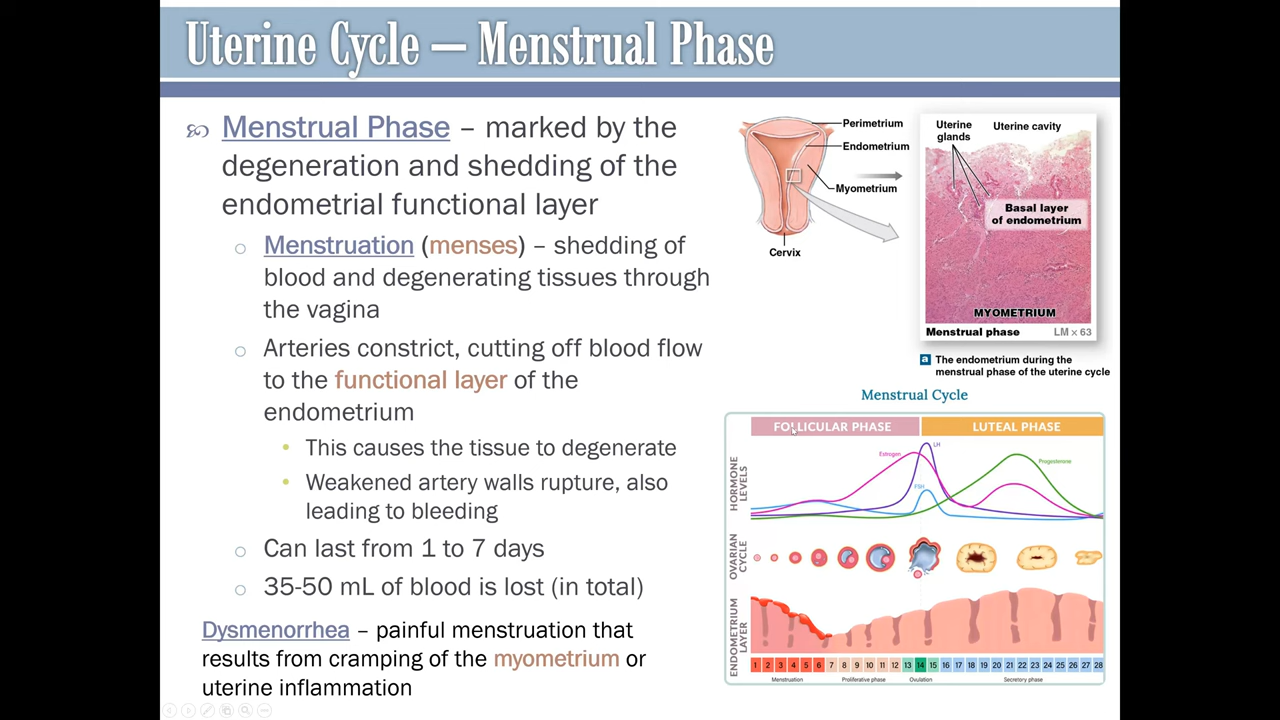 Uterine Cycle – Menstrual Phase
Menstrual Phase – marked by the
degeneration and shedding of the
endometrial functional layer
Menstruation (menses) – shedding of
blood and degenerating tissues through
the vagina
Arteries constrict, cutting off blood flow
to the functional layer of the
endometrium
This causes the tissue to degenerate
Weakened artery walls rupture, also
leading to bleeding
Can last from 1 to 7 days
35-50 mL of blood is lost (in total)
Dysmenorrhea – painful menstruation that
results from cramping of the myometrium or
uterine inflammation
Perimetrium
Endometrium
Myometrium
Cervix
Uterine
glands
Uterine cavity
Basal layer
of endometrium
MYOMETRIUM
Menstrual phase LM × 63
a The endometrium during the
menstrual phase of the uterine cycle
Menstrual Cycle
FOLLICULAR PHASE LUTEAL PHASE
HORMONE
LEVELS
Estrogen
LH
FSH
Progesterone
OVARIAN
CYCLE
ENDOMETRIUM
LAYER
1 2 3 4 5 6 7 8 9 10 11 12 13 14 15 16 17 18 19 20 21 22 23 24 25 26 27 28
Menstruation Proliferative phase Ovulation Secretory phase